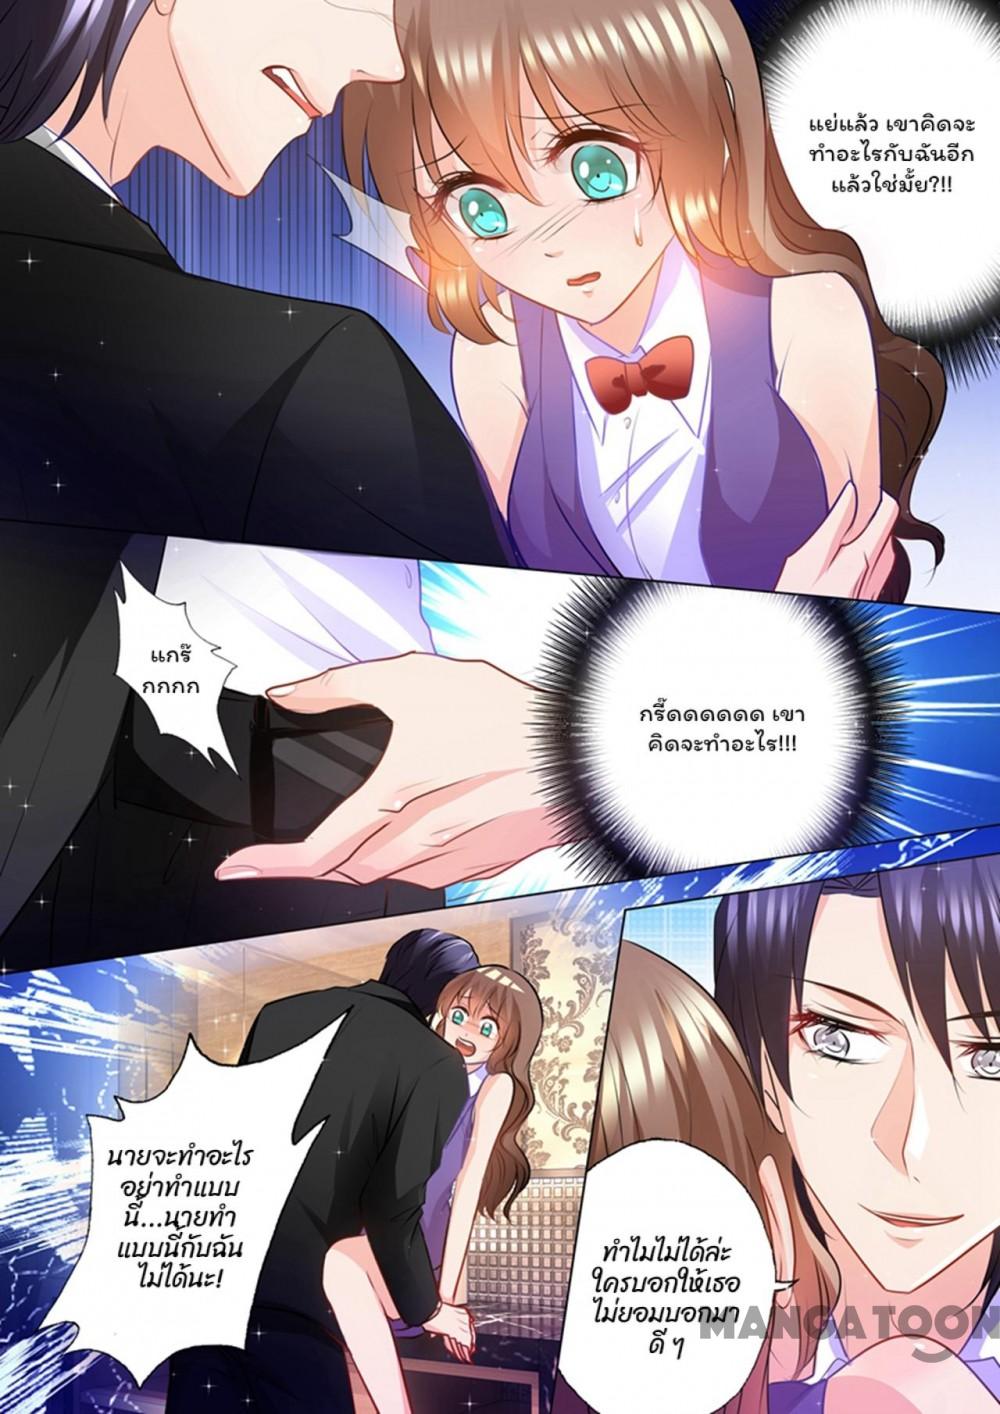 แย่แล้ว เขาคิดจะ
ทำอะไรกับฉันอีก
แล้วใช่มั้ย?!!
แกร๊
กกกก
กรี๊ดดดดดดด เขา
คิดจะทำอะไร!!!
นายจะทำอะไร
อย่าทำแบบ
นี้...นายทำ
แบบนี้กับฉัน
ไม่ได้นะ!
ทำไมไม่ได้ล่ะ
ใครบอกให้เธอ
ไม่ยอมบอกมา
ดี ๆ
MANGATOON